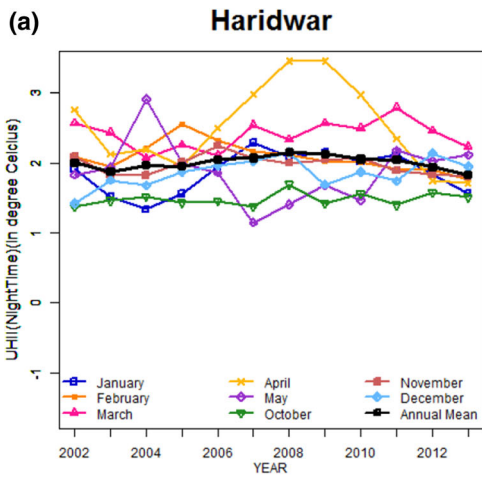 (a) Haridwar
UHII(NightTime)(In degree Celcius)
3
2
1
0
-1
January April November
February May December
March October Annual Mean
2002 2004 2006 2008 2010 2012
YEAR